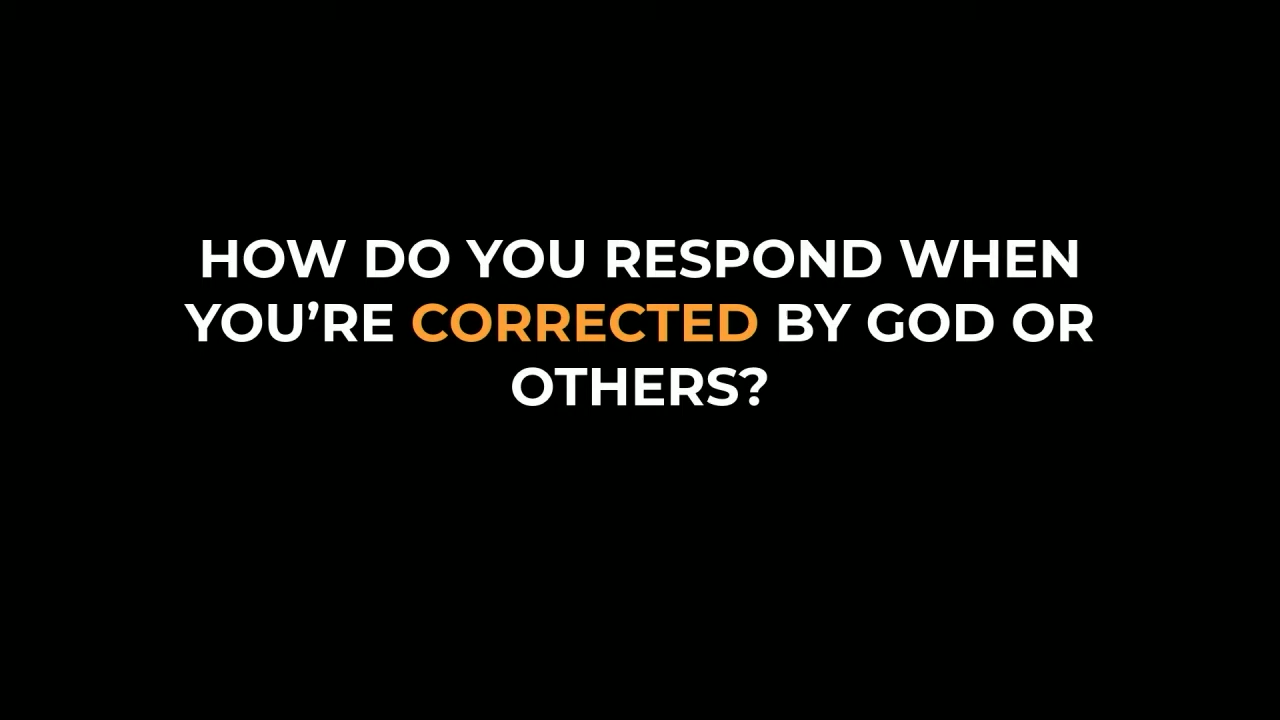 HOW DO YOU RESPOND WHEN
YOU’RE CORRECTED BY GOD OR
OTHERS?